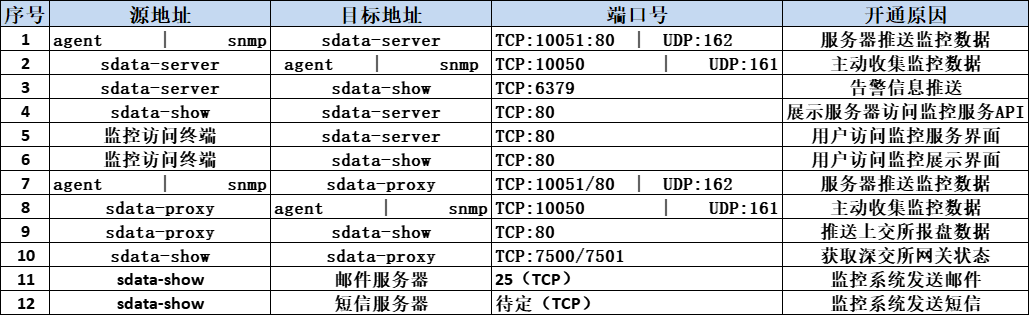 序号 源地址 目标地址 端口号 开通原因
1 agent | snmp sdata-server TCP:10051:80 | UDP:162 服务器推送监控数据
2 sdata-server agent | snmp TCP:10050 | UDP:161 主动收集监控数据
3 sdata-server sdata-show TCP:6379 告警信息推送
4 sdata-show sdata-server TCP:80 展示服务器访问监控服务API
5 监控访问终端 sdata-server TCP:80 用户访问监控服务界面
6 监控访问终端 sdata-show TCP:80 用户访问监控展示界面
7 agent | snmp sdata-proxy TCP:10051/80 | UDP:162 服务器推送监控数据
8 sdata-proxy agent | snmp TCP:10050 | UDP:161 主动收集监控数据
9 sdata-proxy sdata-show TCP:80 推送上交所报盘数据
10 sdata-show sdata-proxy TCP:7500/7501 获取深交所网关状态
11 sdata-show 邮件服务器 25（TCP） 监控系统发送邮件
12 sdata-show 短信服务器 待定（TCP） 监控系统发送短信